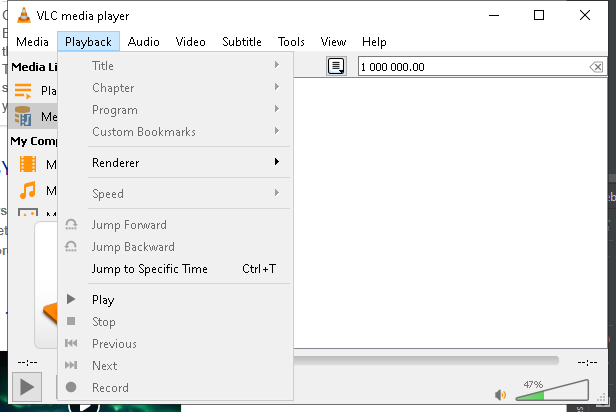 VLC media player
Media Playback Audio Video Subtitle Tools View Help
Media Li
1 000 000.00
Pla
Me
My Comp
M
M
M
Title
Chapter
Program
Custom Bookmarks
Renderer
Speed
Jump Forward
Jump Backward
Jump to Specific Time Ctrl+T
Play
Stop
Previous
Next
Record
--:-- --:--
47%